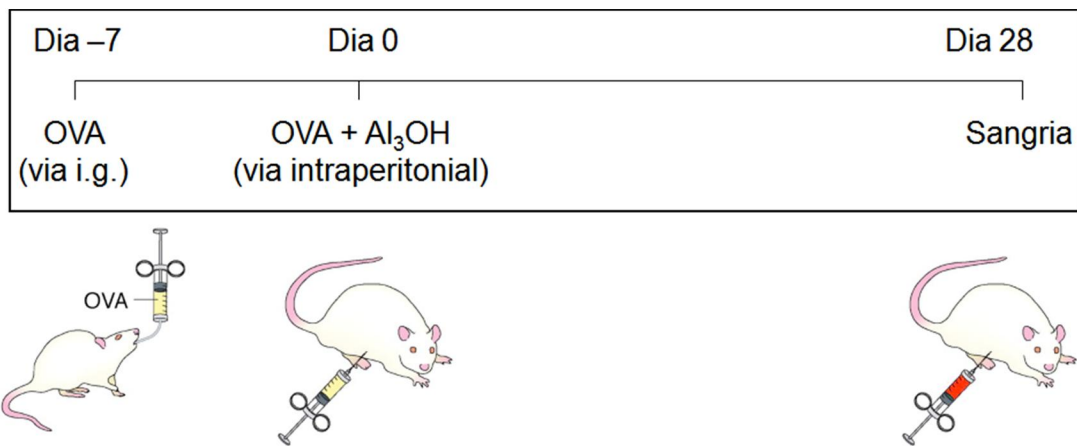 Dia –7 Dia 0 Dia 28
OVA OVA + Al₃OH Sangria
(via i.g.) (via intraperitonial)
OVA